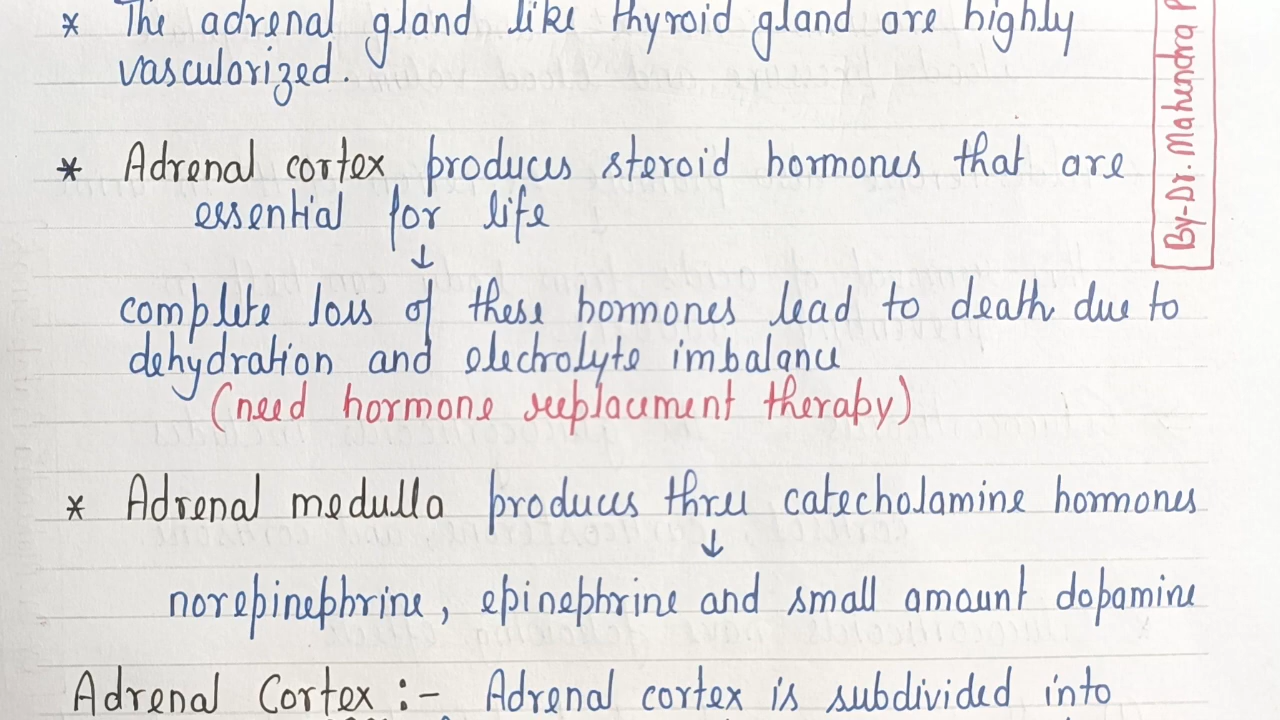 * The adrenal gland like thyroid gland are highly
vascularized.
* Adrenal cortex produces steroid hormones that are
essential for life
↓
complete loss of these hormones lead to death due to
dehydration and electrolyte imbalance
(need hormone replacement therapy)
* Adrenal medulla produces three catecholamine hormones
↓
norepinephrine, epinephrine and small amount dopamine
Adrenal Cortex :- Adrenal cortex is subdivided into
By-Dr. Mahendra